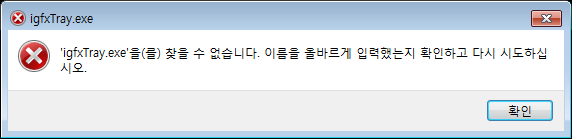 igfxTray.exe
'igfxTray.exe'을(를) 찾을 수 없습니다. 이름을 올바르게 입력했는지 확인하고 다시 시도하십
시오.
확인